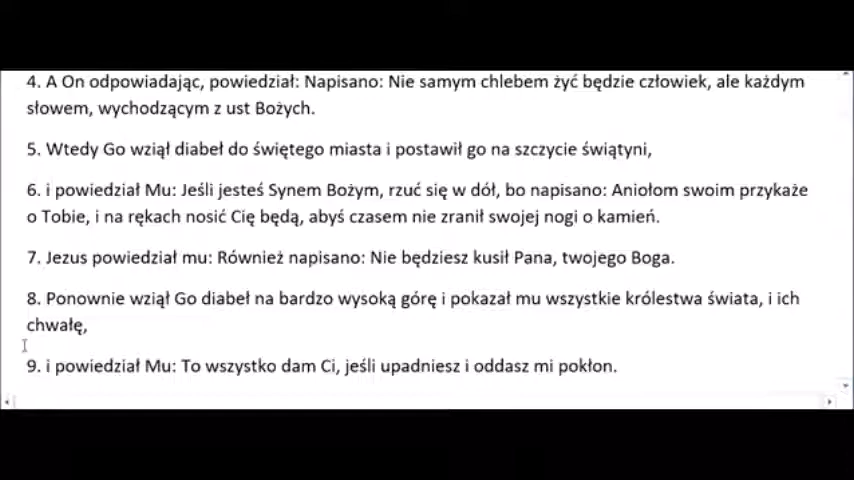 4. A On odpowiadając, powiedział: Napisano: Nie samym chlebem żyć będzie człowiek, ale każdym
słowem, wychodzącym z ust Bożych.
5. Wtedy Go wziął diabeł do świętego miasta i postawił go na szczycie świątyni,
6. i powiedział Mu: Jeśli jesteś Synem Bożym, rzuć się w dół, bo napisano: Aniołom swoim przykaże
o Tobie, i na rękach nosić Cię będą, abyś czasem nie zranił swojej nogi o kamień.
7. Jezus powiedział mu: Również napisano: Nie będziesz kusił Pana, twojego Boga.
8. Ponownie wziął Go diabeł na bardzo wysoką górę i pokazał mu wszystkie królestwa świata, i ich
chwałę,
9. i powiedział Mu: To wszystko dam Ci, jeśli upadniesz i oddasz mi pokłon.